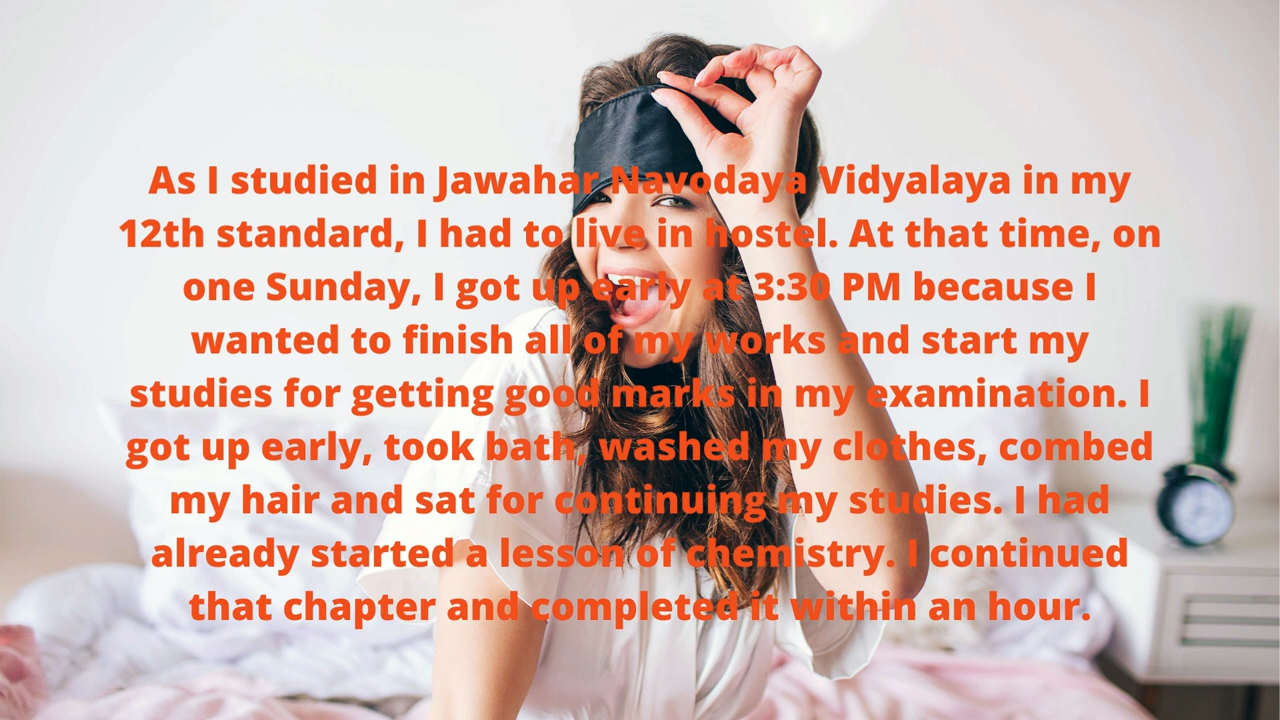 As I studied in Jawahar Navodaya Vidyalaya in my
12th standard, I had to live in hostel. At that time, on
one Sunday, I got up early at 3:30 PM because I
wanted to finish all of my works and start my
studies for getting good marks in my examination. I
got up early, took bath, washed my clothes, combed
my hair and sat for continuing my studies. I had
already started a lesson of chemistry. I continued
that chapter and completed it within an hour.